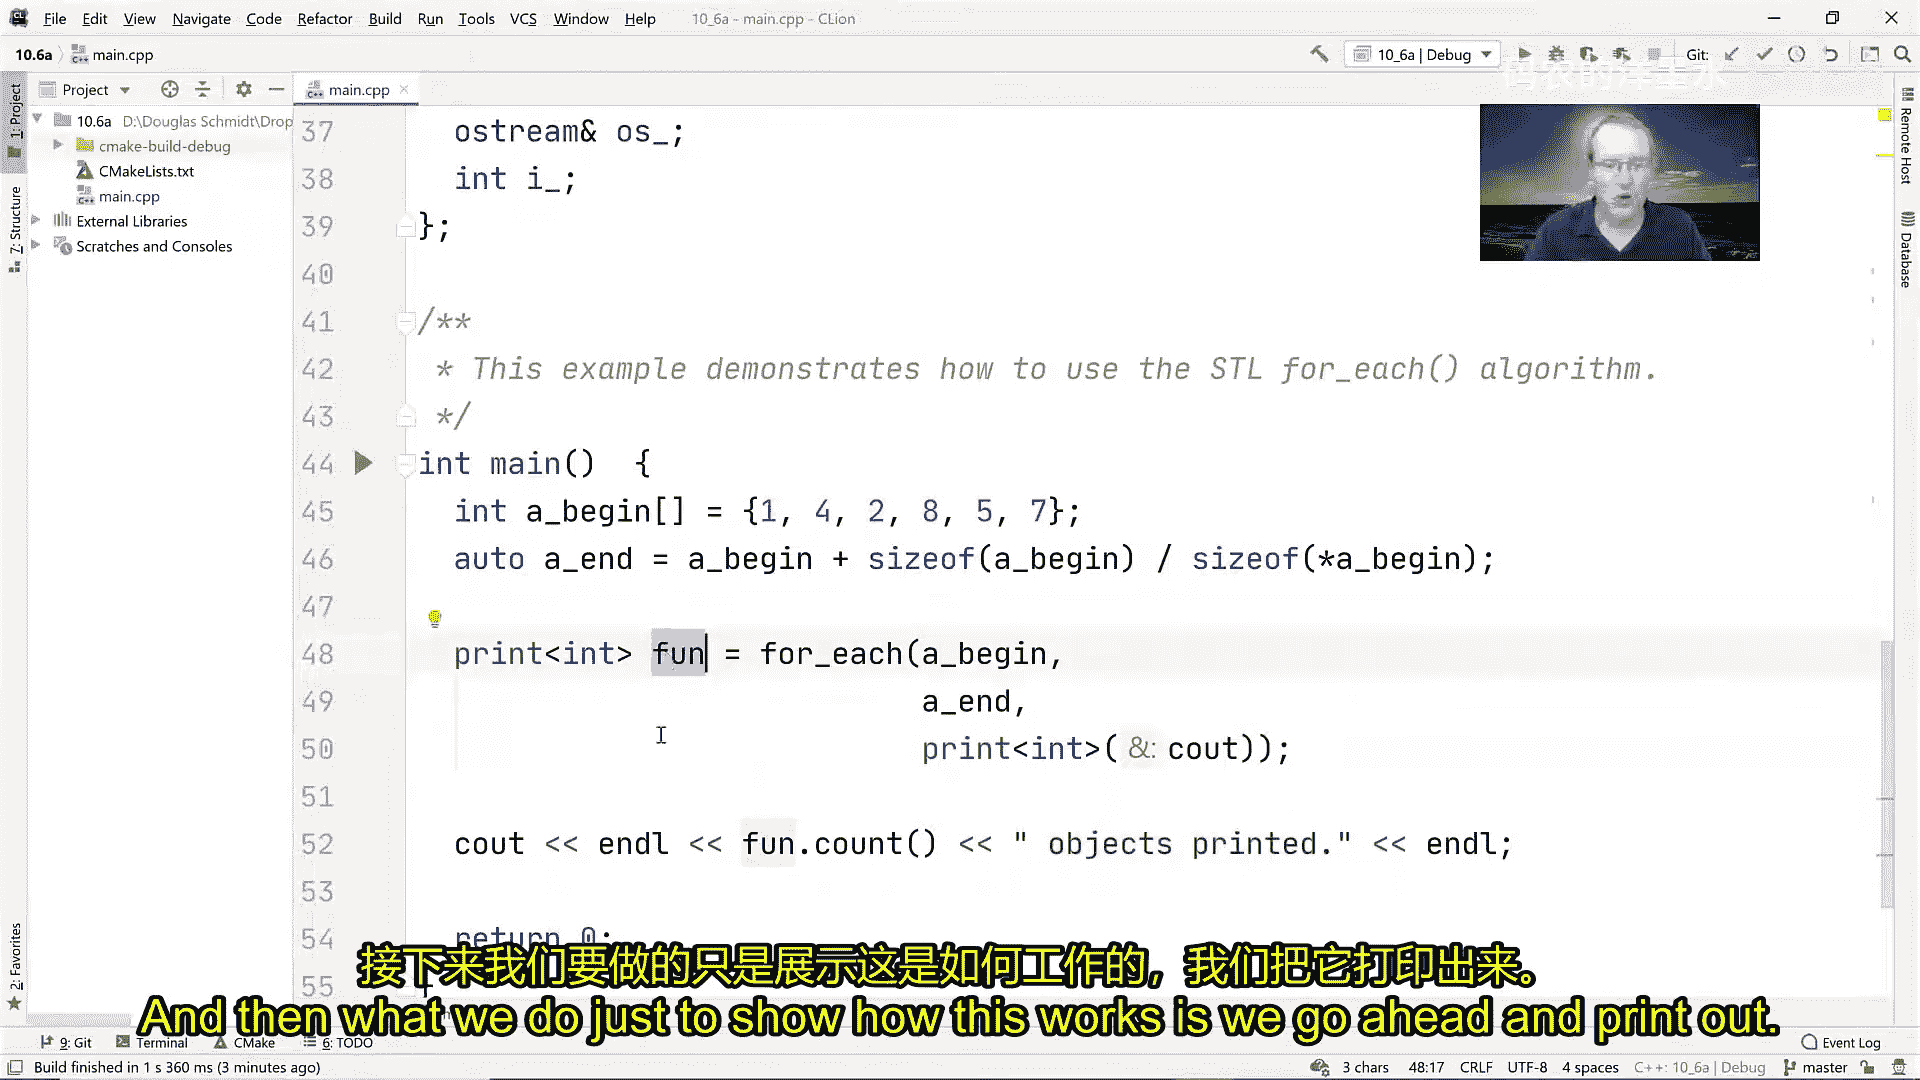 File Edit View Navigate Code Refactor Build Run Tools VCS Window Help 10_6a - main.cpp - CLion
10.6a main.cpp 10_6a | Debug Git:
Project main.cpp
1: Project
7: Structure
2: Favorites
10.6a D:\Douglas Schmidt\Drop
cmake-build-debug
CMakeLists.txt
main.cpp
External Libraries
Scratches and Consoles
Remote Host
Database
37 ostream& os_;
38 int i_;
39 };
40
41 /**
42 * This example demonstrates how to use the STL for_each() algorithm.
43 */
44 int main() {
45 int a_begin[] = {1, 4, 2, 8, 5, 7};
46 auto a_end = a_begin + sizeof(a_begin) / sizeof(*a_begin);
47
48 print<int> fun = for_each(a_begin,
49 a_end,
50 print<int>( &: cout));
51
52 cout << endl << fun.count() << " objects printed." << endl;
53
54 return 0;
55
接下来我们要做的只是展示这是如何工作的，我们把它打印出来。
And then what we do just to show how this works is we go ahead and print out.
9: Git Terminal CMake 6: TODO Event Log
Build finished in 1 s 360 ms (3 minutes ago) 3 chars 48:17 CRLF UTF-8 4 spaces C++: 10_6a | Debug master